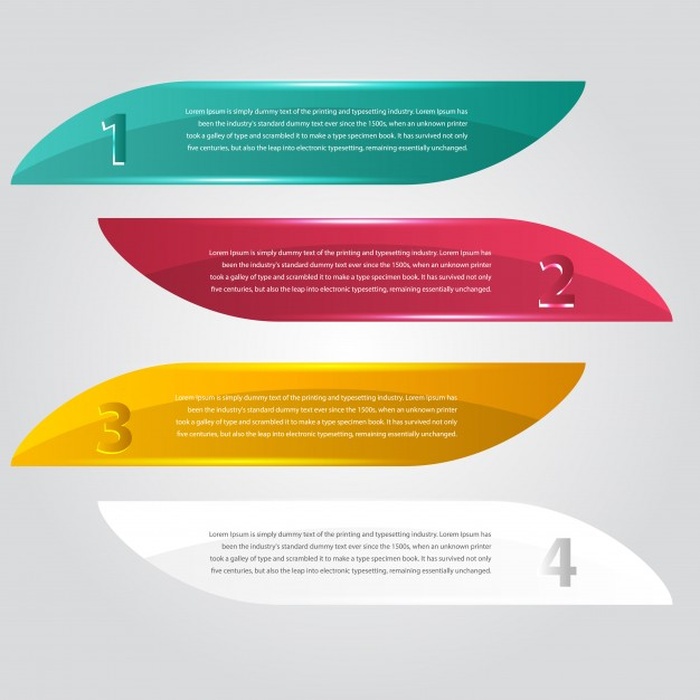 1
Lorem Ipsum is simply dummy text of the printing and typesetting industry. Lorem Ipsum has
been the industry's standard dummy text ever since the 1500s, when an unknown printer
took a galley of type and scrambled it to make a type specimen book. It has survived not only
five centuries, but also the leap into electronic typesetting, remaining essentially unchanged.
2
Lorem Ipsum is simply dummy text of the printing and typesetting industry. Lorem Ipsum has
been the industry's standard dummy text ever since the 1500s, when an unknown printer
took a galley of type and scrambled it to make a type specimen book. It has survived not only
five centuries, but also the leap into electronic typesetting, remaining essentially unchanged.
3
Lorem Ipsum is simply dummy text of the printing and typesetting industry. Lorem Ipsum has
been the industry's standard dummy text ever since the 1500s, when an unknown printer
took a galley of type and scrambled it to make a type specimen book. It has survived not only
five centuries, but also the leap into electronic typesetting, remaining essentially unchanged.
4
Lorem Ipsum is simply dummy text of the printing and typesetting industry. Lorem Ipsum has
been the industry's standard dummy text ever since the 1500s, when an unknown printer
took a galley of type and scrambled it to make a type specimen book. It has survived not only
five centuries, but also the leap into electronic typesetting, remaining essentially unchanged.